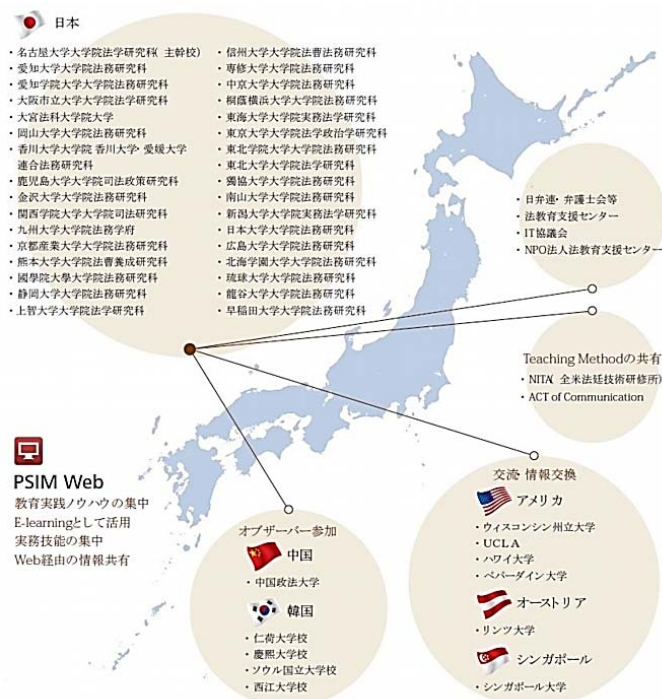 日本
・名古屋大学大学院法学研究科( 主幹校)
・愛知大学大学院法務研究科
・愛知学院大学大学院法務研究科
・大阪市立大学大学院法学研究科
・大宮法科大学院大学
・岡山大学大学院法務研究科
・香川大学大学院 香川大学・愛媛大学
連合法務研究科
・鹿児島大学大学院司法政策研究科
・金沢大学大学院法務研究科
・関西学院大学大学院司法研究科
・九州大学大学院法務学府
・京都産業大学大学院法務研究科
・熊本大学大学院法曹養成研究科
・國學院大學大学院法務研究科
・静岡大学大学院法務研究科
・上智大学大学院法学研究科
・信州大学大学院法曹法務研究科
・専修大学大学院法務研究科
・中京大学大学院法務研究科
・桐蔭横浜大学大学院法務研究科
・東海大学大学院実務法学研究科
・東京大学大学院法学政治学研究科
・東北学院大学大学院法務研究科
・東北大学大学院法学研究科
・獨協大学大学院法務研究科
・南山大学大学院法務研究科
・新潟大学大学院実務法学研究科
・日本大学大学院法務研究科
・広島大学大学院法務研究科
・北海学園大学大学院法務研究科
・琉球大学大学院法務研究科
・龍谷大学大学院法務研究科
・早稲田大学大学院法務研究科
・日弁連・弁護士会等
・法教育支援センター
・IT協議会
・NPO法人法教育支援センター
Teaching Methodの共有
・NITA( 全米法廷技術研修所)
・ACT of Communication
PSIM Web
教育実践ノウハウの集中
E-learningとして活用
実務技能の集中
Web経由の情報共有
オブザーバー参加
中国
・中国政法大学
韓国
・仁荷大学校
・慶熙大学校
・ソウル国立大学校
・西江大学校
交流・情報交換
アメリカ
・ウィスコンシン州立大学
・UCLA
・ハワイ大学
・ペパーダイン大学
オーストリア
・リンツ大学
シンガポール
・シンガポール大学